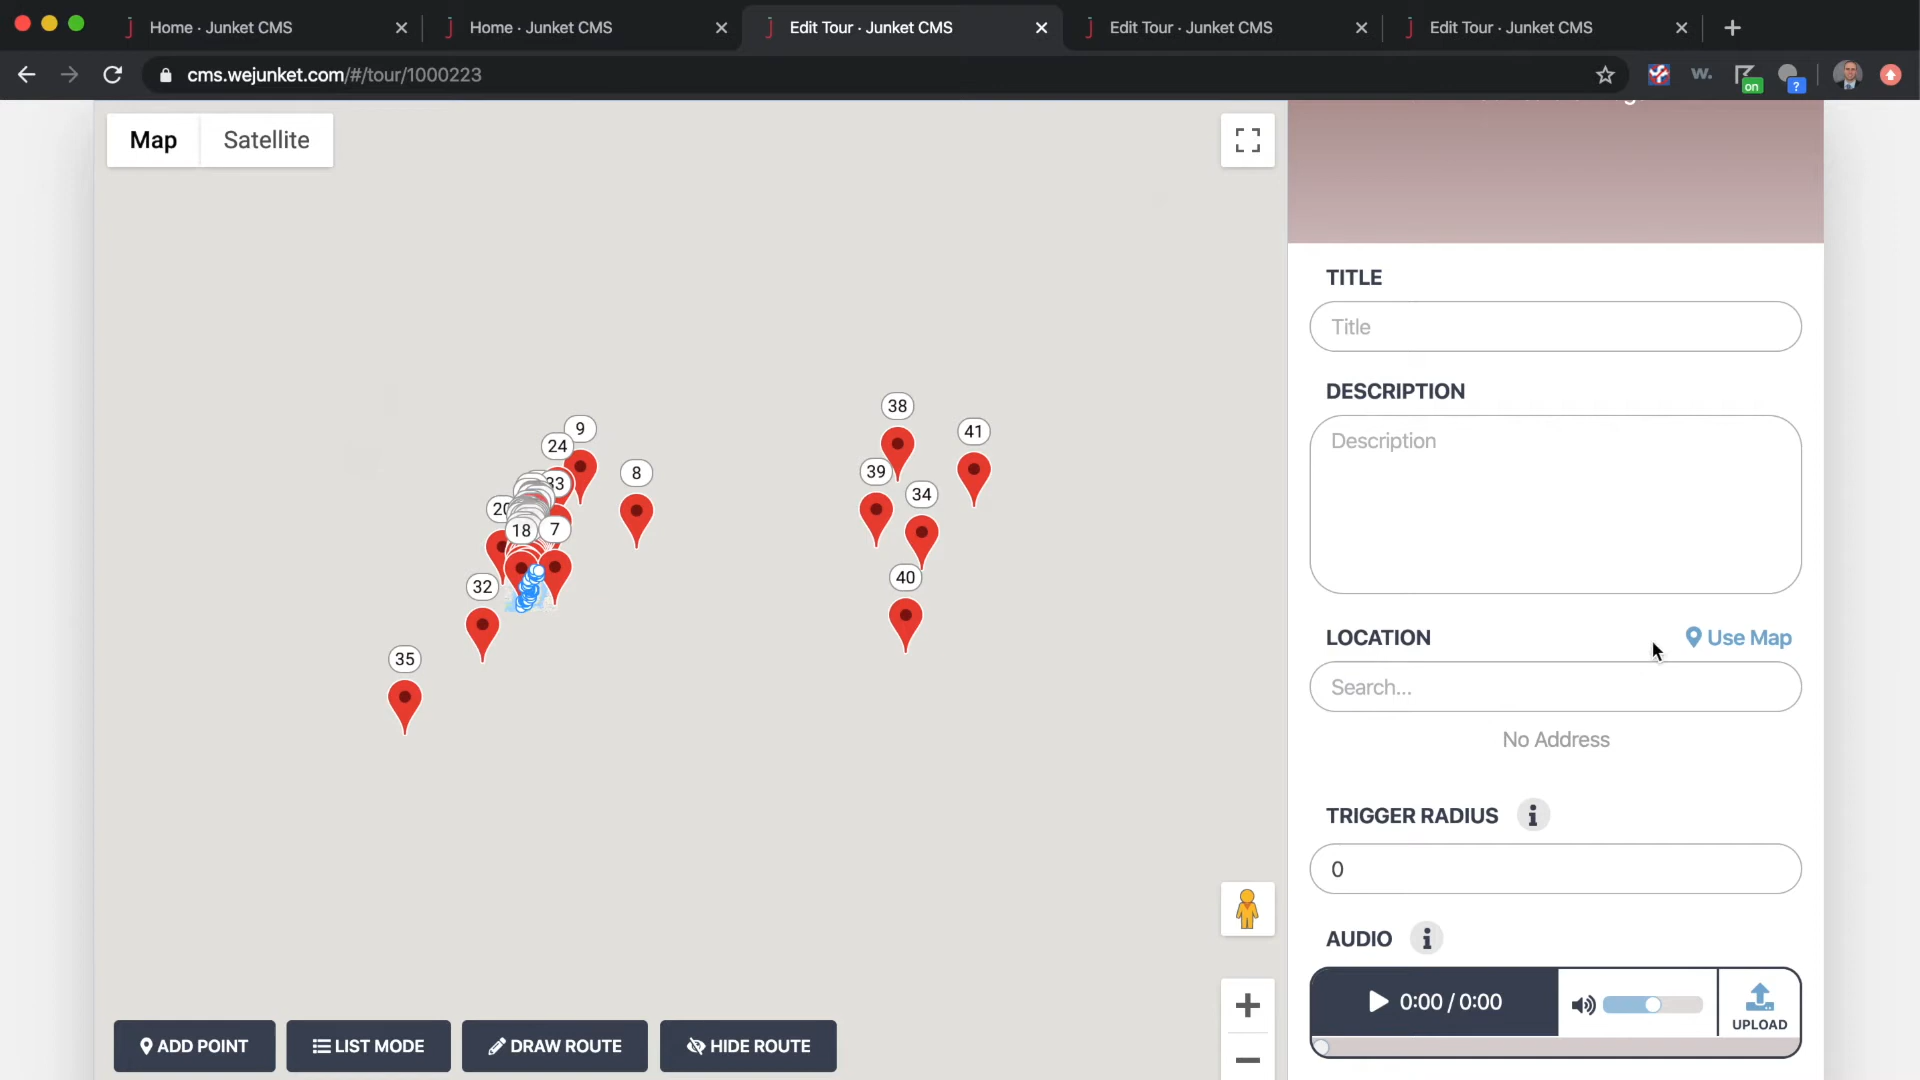 Home · Junket CMS
Home · Junket CMS
Edit Tour · Junket CMS
Edit Tour · Junket CMS
Edit Tour · Junket CMS
cms.wejunket.com/#/tour/1000223
w.
on
?
Map
Satellite
TITLE
Title
DESCRIPTION
Description
38
9
41
24
39
8
33
34
20
18
7
40
32
35
LOCATION
Use Map
Search...
No Address
TRIGGER RADIUS
0
AUDIO
0:00 / 0:00
UPLOAD
ADD POINT
LIST MODE
DRAW ROUTE
HIDE ROUTE